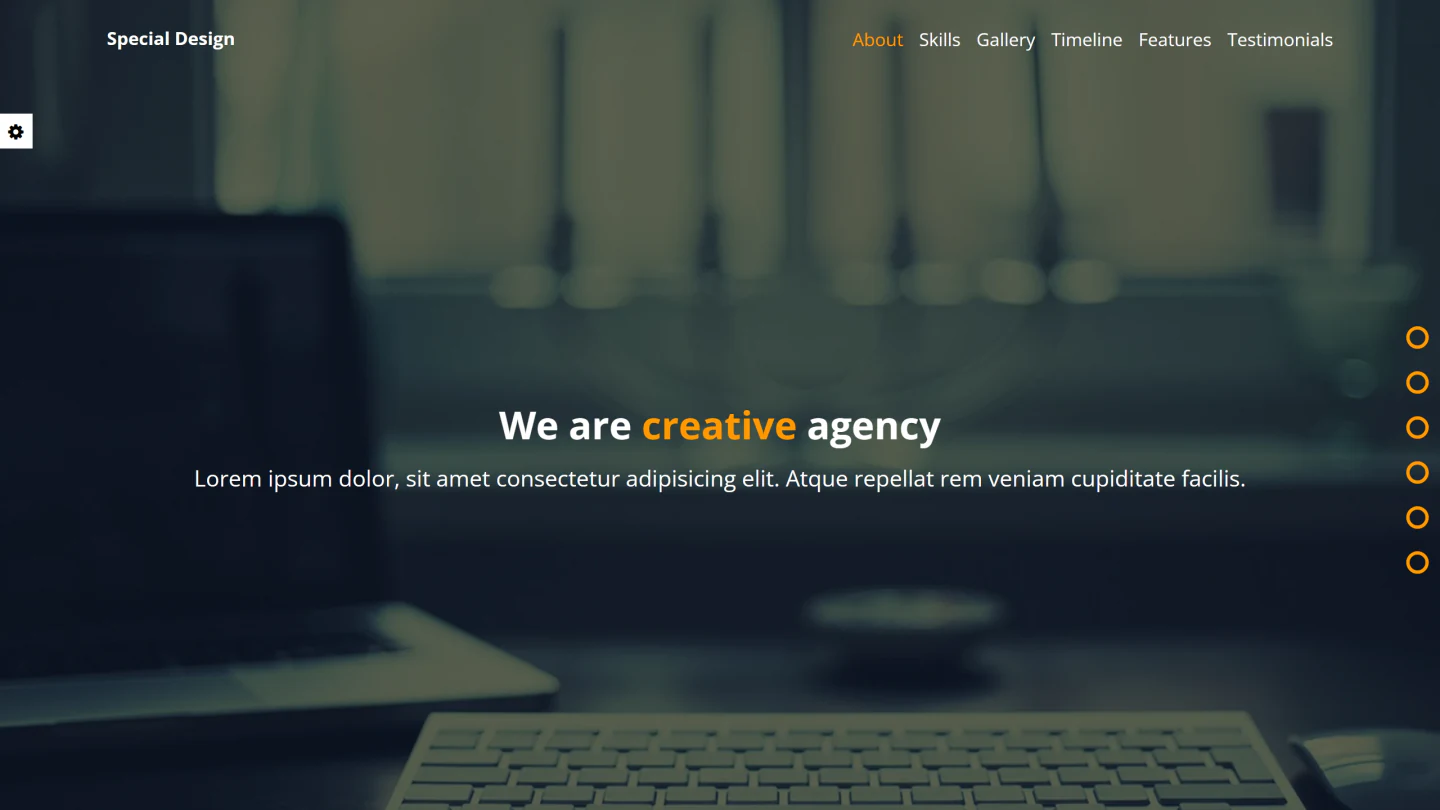 Special Design
About Skills Gallery Timeline Features Testimonials
We are creative agency
Lorem ipsum dolor, sit amet consectetur adipisicing elit. Atque repellat rem veniam cupiditate facilis.